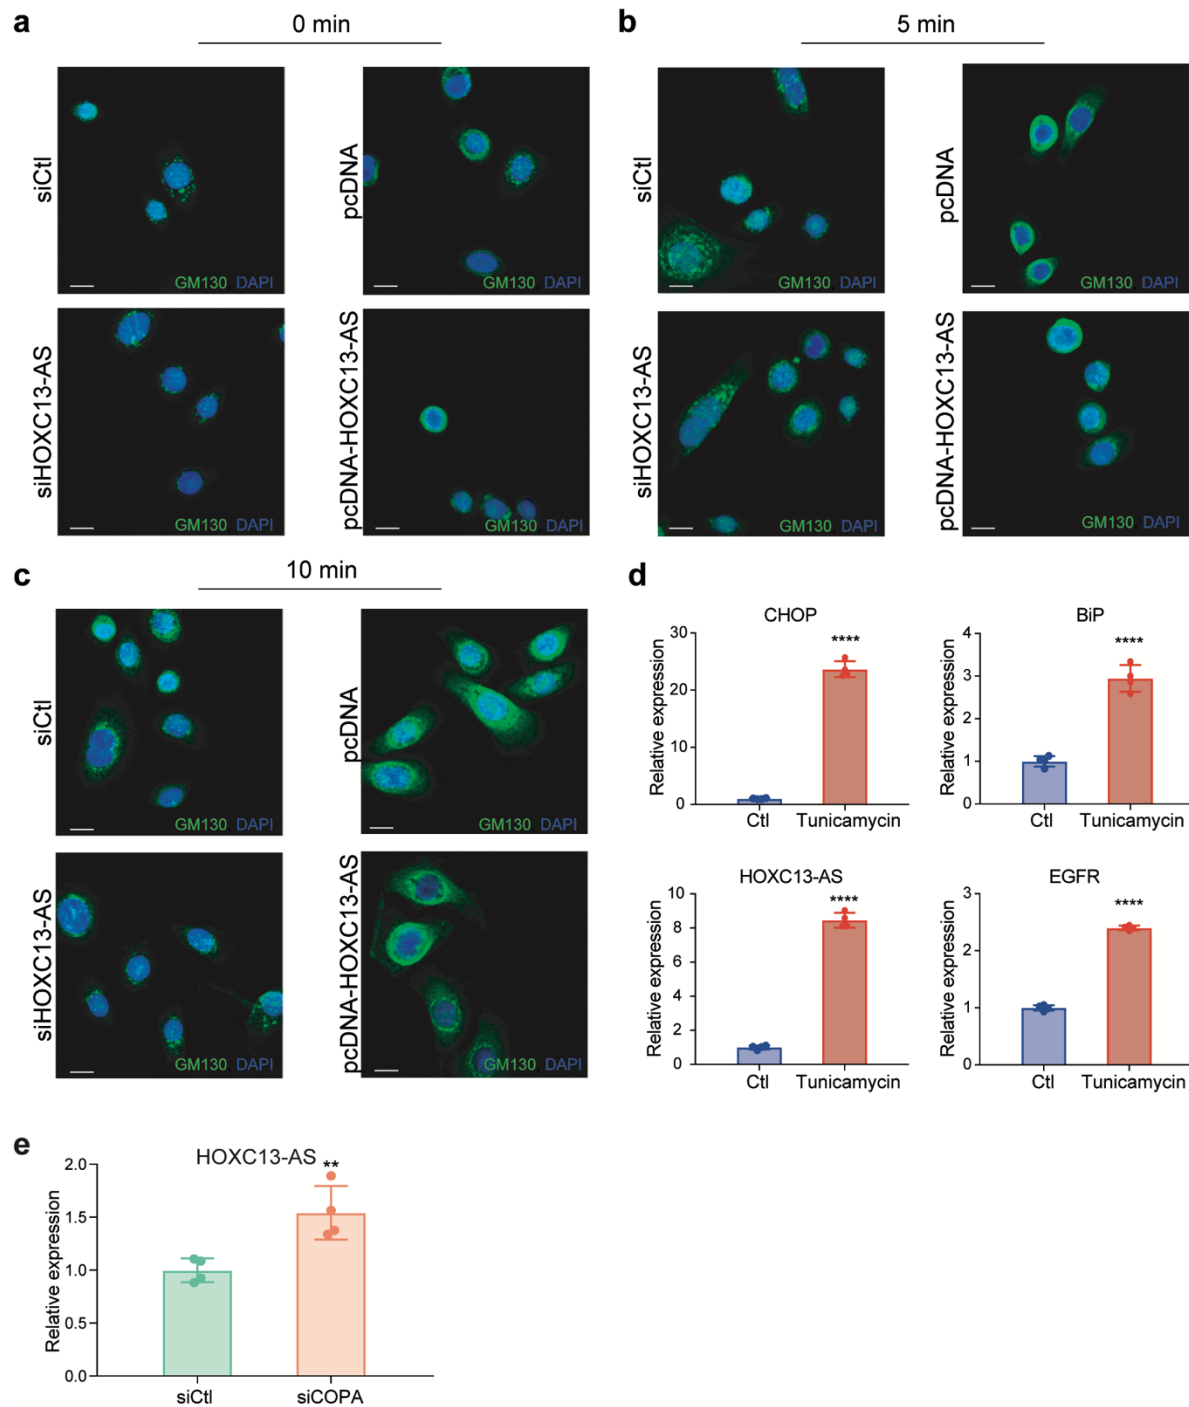 a
0 min
b
5 min
siCtl
GM130 DAPI
pcDNA
GM130 DAPI
siCtl
GM130 DAPI
pcDNA
GM130 DAPI
siHOXC13-AS
GM130 DAPI
pcDNA-HOXC13-AS
GM130 DAPI
siHOXC13-AS
GM130 DAPI
pcDNA-HOXC13-AS
GM130 DAPI
c
10 min
siCtl
GM130 DAPI
pcDNA
GM130 DAPI
siHOXC13-AS
GM130 DAPI
pcDNA-HOXC13-AS
GM130 DAPI
d
CHOP
****
Relative expression
30
20
10
0
Ctl Tunicamycin
BiP
****
Relative expression
4
3
2
1
0
Ctl Tunicamycin
HOXC13-AS
****
Relative expression
10
8
6
4
2
0
Ctl Tunicamycin
EGFR
****
Relative expression
3
2
1
0
Ctl Tunicamycin
e
HOXC13-AS
**
Relative expression
2.0
1.5
1.0
0.5
0.0
siCtl siCOPA